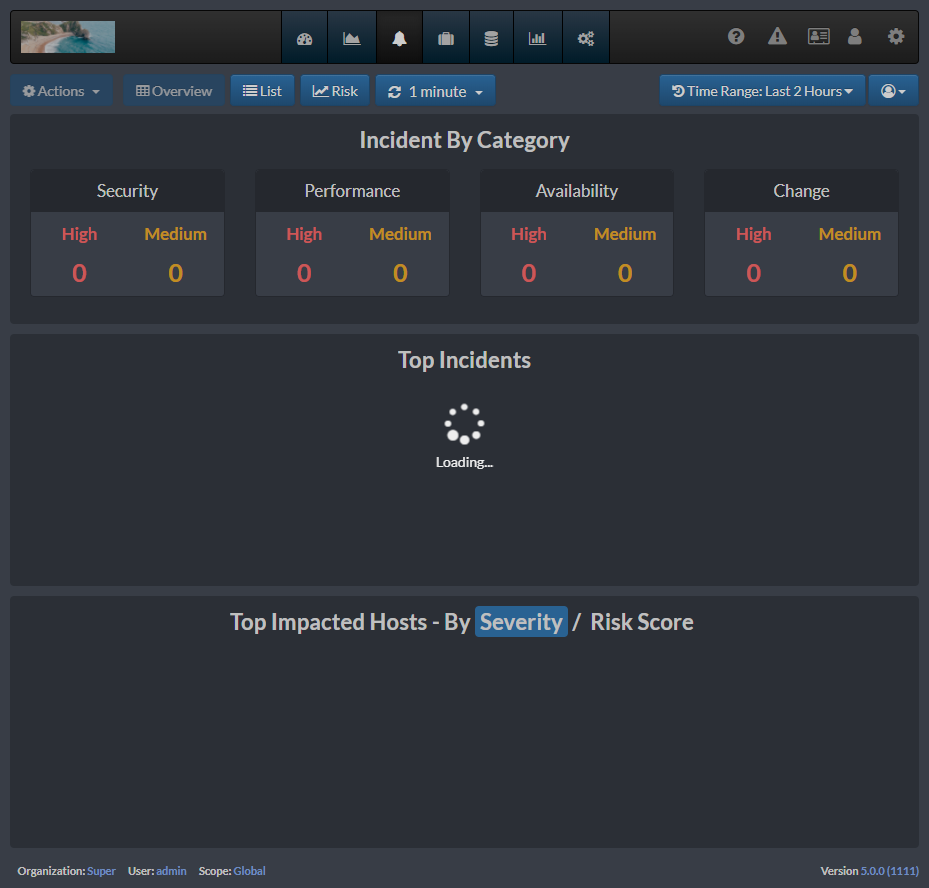 Actions Overview List Risk 1 minute Time Range: Last 2 Hours
Incident By Category
Security Performance Availability Change
High Medium High Medium High Medium High Medium
0 0 0 0 0 0 0 0
Top Incidents
Loading...
Top Impacted Hosts - By Severity / Risk Score
Organization: Super User: admin Scope: Global Version 5.0.0 (1111)